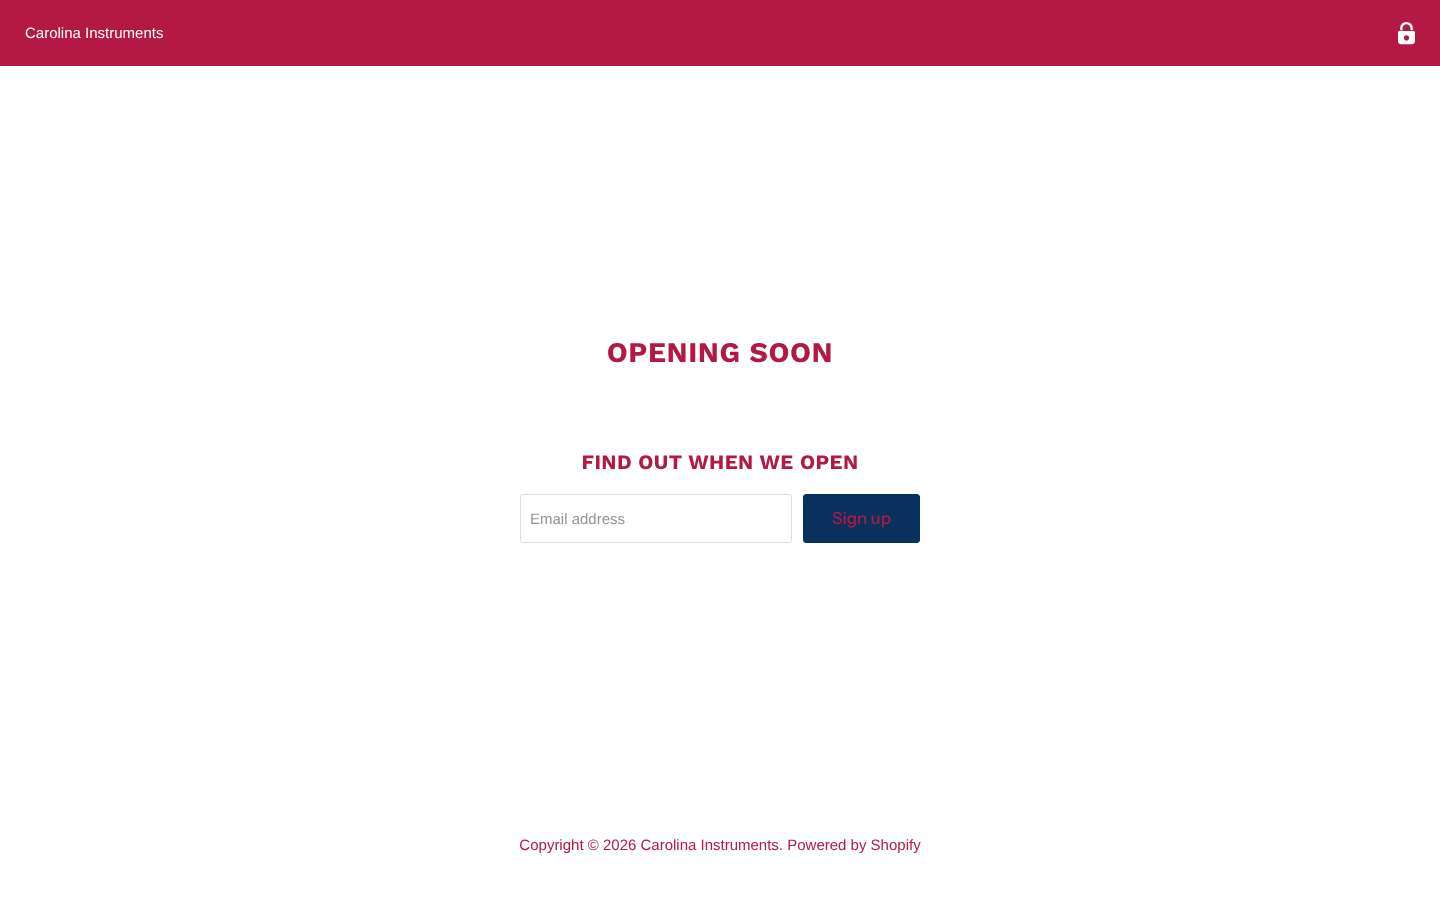 Carolina Instruments
OPENING SOON
FIND OUT WHEN WE OPEN
Email address
Sign up
Copyright © 2026 Carolina Instruments. Powered by Shopify